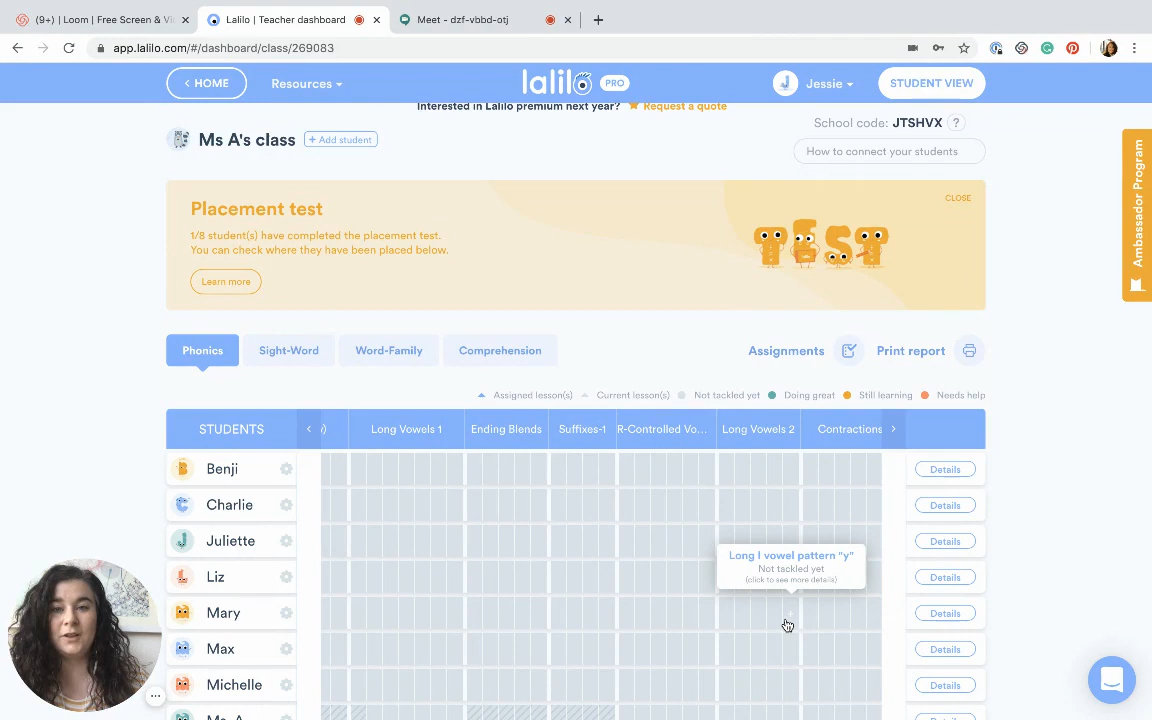 (9+) | Loom | Free Screen & Vi
Lalilo | Teacher dashboard
Meet - dzf-vbbd-otj
app.lalilo.com/#/dashboard/class/269083
HOME
Resources
lalilo PRO
Jessie
STUDENT VIEW
Interested in Lalilo premium next year? Request a quote
School code: JTSHVX ?
Ms A's class
+ Add student
How to connect your students
Ambassador Program
Placement test
CLOSE
1/8 student(s) have completed the placement test.
You can check where they have been placed below.
TEST
Learn more
Phonics
Sight-Word
Word-Family
Comprehension
Assignments
Print report
Assigned lesson(s)
Current lesson(s)
Not tackled yet
Doing great
Still learning
Needs help
STUDENTS
Long Vowels 1
Ending Blends
Suffixes-1
R-Controlled Vo...
Long Vowels 2
Contractions
Benji
Details
Charlie
Details
Juliette
Details
Long I vowel pattern "y"
Not tackled yet
(click to see more details)
Liz
Details
Mary
Details
Max
Details
Michelle
Details
Ms. A